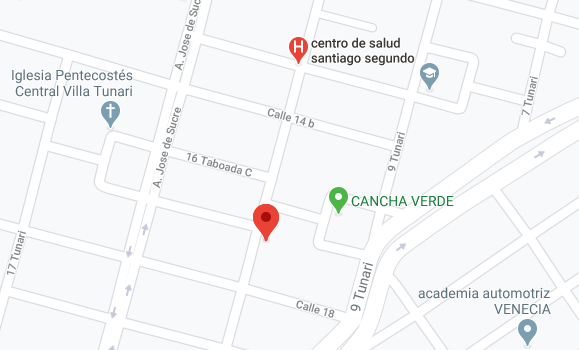 A. Jose de Sucre
H
centro de salud
santiago segundo
Iglesia Pentecostés
Central Villa Tunari
7 Tunari
Calle 14 b
A. Jose de Sucre
9 Tunari
16 Taboada C
CANCHA VERDE
17 Tunari
9 Tunari
Calle 18
academia automotriz
VENECIA